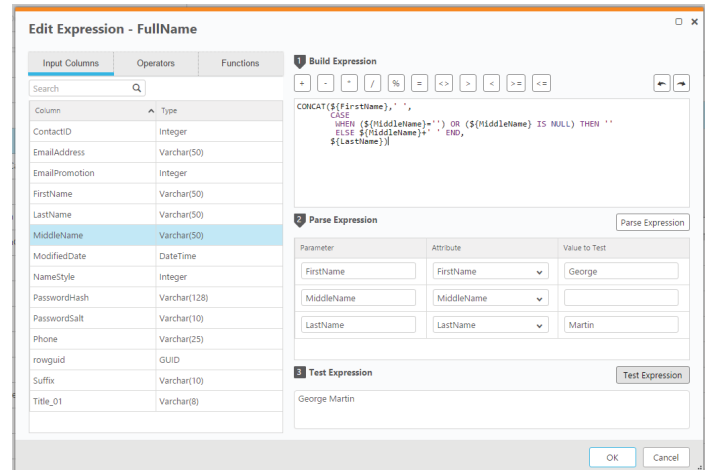 Edit Expression - FullName
Input Columns Operators Functions
Search
Column Type
ContactID Integer
EmailAddress Varchar(50)
EmailPromotion Integer
FirstName Varchar(50)
LastName Varchar(50)
MiddleName Varchar(50)
ModifiedDate DateTime
NameStyle Integer
PasswordHash Varchar(128)
PasswordSalt Varchar(10)
Phone Varchar(25)
rowguid GUID
Suffix Varchar(10)
Title_01 Varchar(8)
1 Build Expression
+ - * / % = <> > < >= <=
CONCAT(${FirstName},' ',
CASE
WHEN (${MiddleName}='') OR (${MiddleName} IS NULL) THEN ''
ELSE ${MiddleName}+' ' END,
${LastName})
2 Parse Expression Parse Expression
Parameter Attribute Value to Test
FirstName FirstName George
MiddleName MiddleName
LastName LastName Martin
3 Test Expression Test Expression
George Martin
OK Cancel